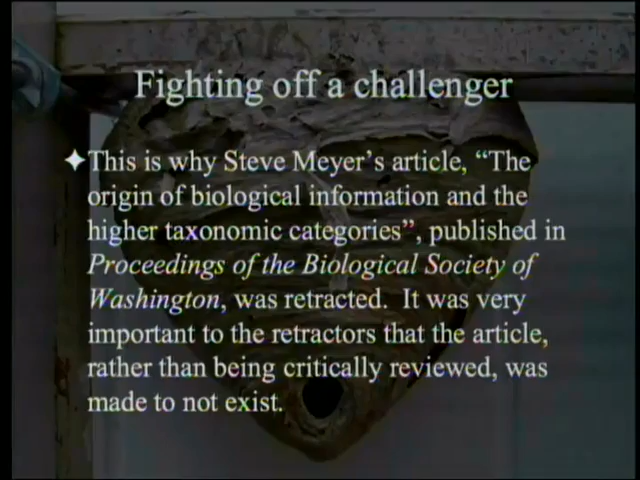 Fighting off a challenger
✦This is why Steve Meyer's article, “The
origin of biological information and the
higher taxonomic categories”, published in
Proceedings of the Biological Society of
Washington, was retracted.  It was very
important to the retractors that the article,
rather than being critically reviewed, was
made to not exist.